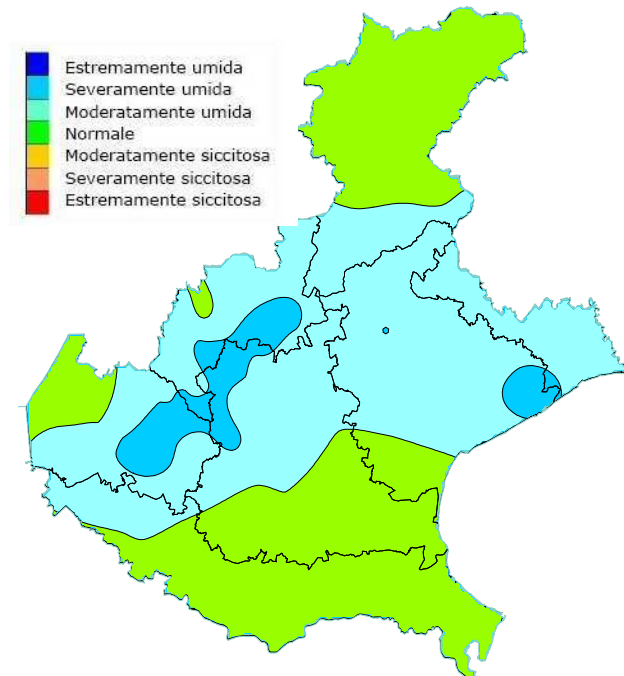 Estremamente umida
Severamente umida
Moderatamente umida
Normale
Moderatamente siccitosa
Severamente siccitosa
Estremamente siccitosa